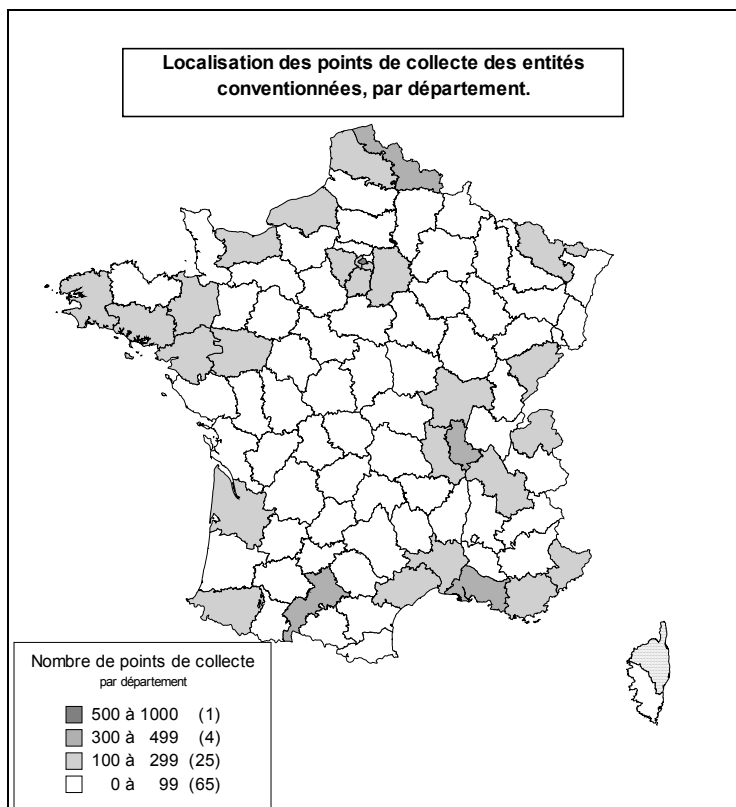 Localisation des points de collecte des entités
conventionnées, par département.
Nombre de points de collecte
par département
500 à 1000 (1)
300 à 499 (4)
100 à 299 (25)
0 à 99 (65)